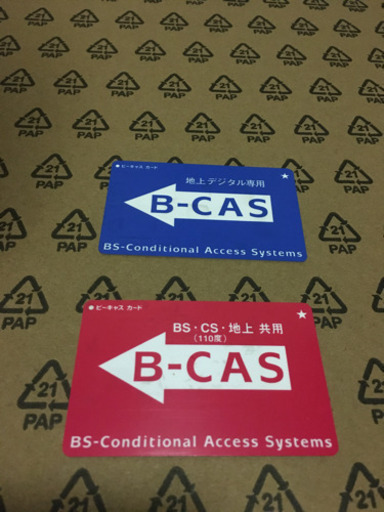 ● ビーキャス カード
地上デジタル専用
B-CAS
BS-Conditional Access Systems
● ビーキャス カード
BS・CS・地上 共用
(110度)
B-CAS
BS-Conditional Access Systems
21
PAP